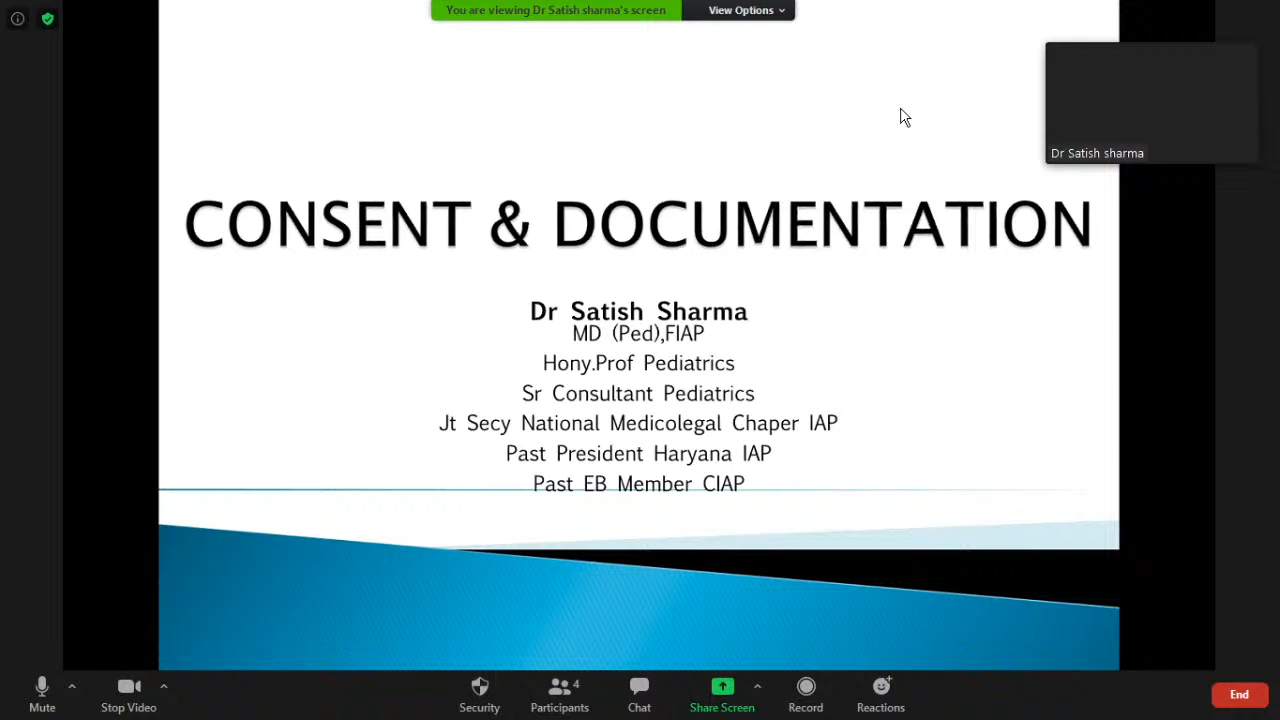 You are viewing Dr Satish sharma's screen
View Options
Dr Satish sharma
CONSENT & DOCUMENTATION
Dr Satish Sharma
MD (Ped),FIAP
Hony.Prof Pediatrics
Sr Consultant Pediatrics
Jt Secy National Medicolegal Chaper IAP
Past President Haryana IAP
Past EB Member CIAP
Mute
Stop Video
Security
Participants
4
Chat
Share Screen
Record
Reactions
End